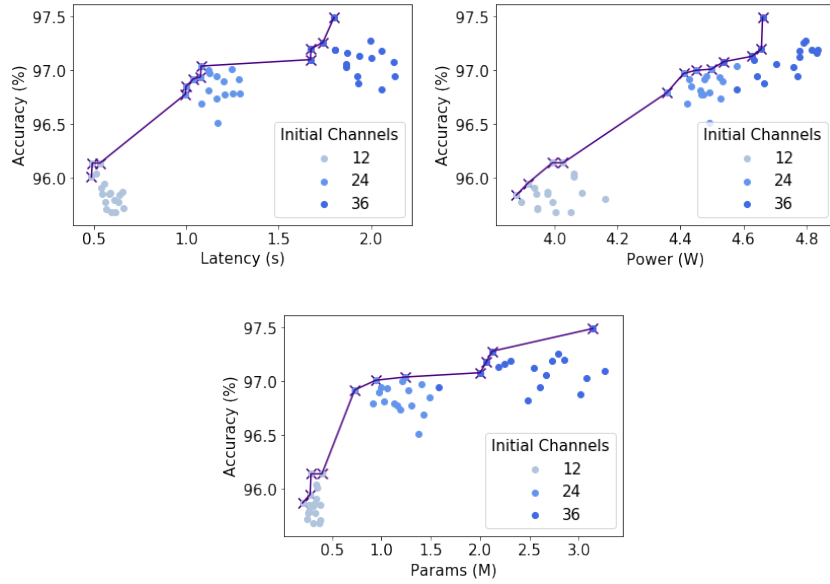 97.5
97.0
96.5
96.0
Accuracy (%)
Initial Channels
12
24
36
0.5 1.0 1.5 2.0
Latency (s)
97.5
97.0
96.5
96.0
Accuracy (%)
Initial Channels
12
24
36
4.0 4.2 4.4 4.6 4.8
Power (W)
97.5
97.0
96.5
96.0
Accuracy (%)
Initial Channels
12
24
36
0.5 1.0 1.5 2.0 2.5 3.0
Params (M)